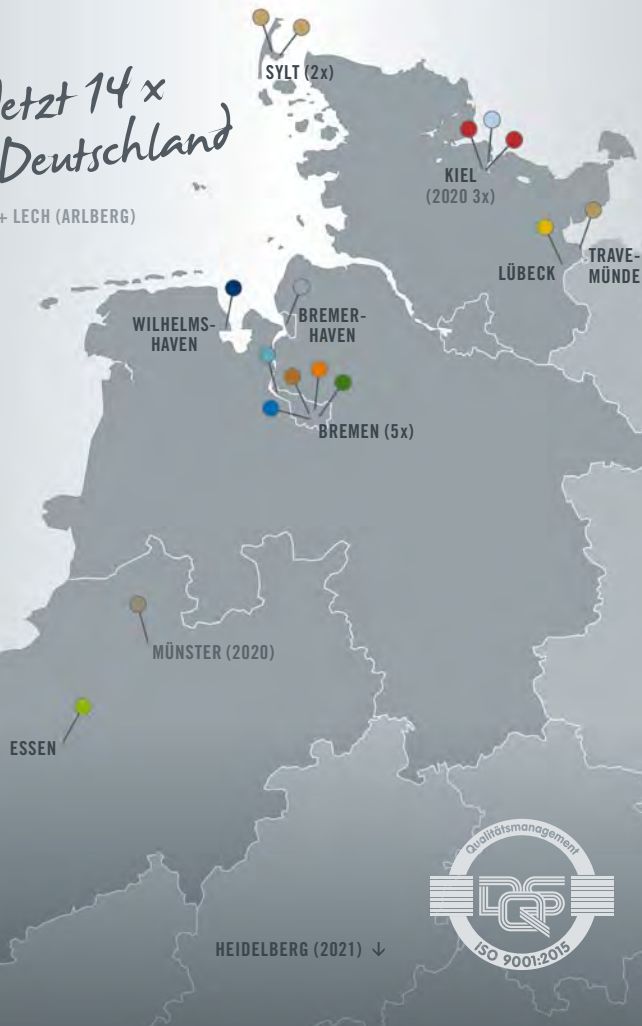 SYLT (2x)
Jetzt 14 x
Deutschland
+ LECH (ARLBERG)
KIEL
(2020 3x)
LÜBECK
TRAVE-
MÜNDE
WILHELMS-
HAVEN
BREMER-
HAVEN
BREMEN (5x)
MÜNSTER (2020)
ESSEN
HEIDELBERG (2021) ↓
Qualitätsmanagement
DQS
ISO 9001:2015